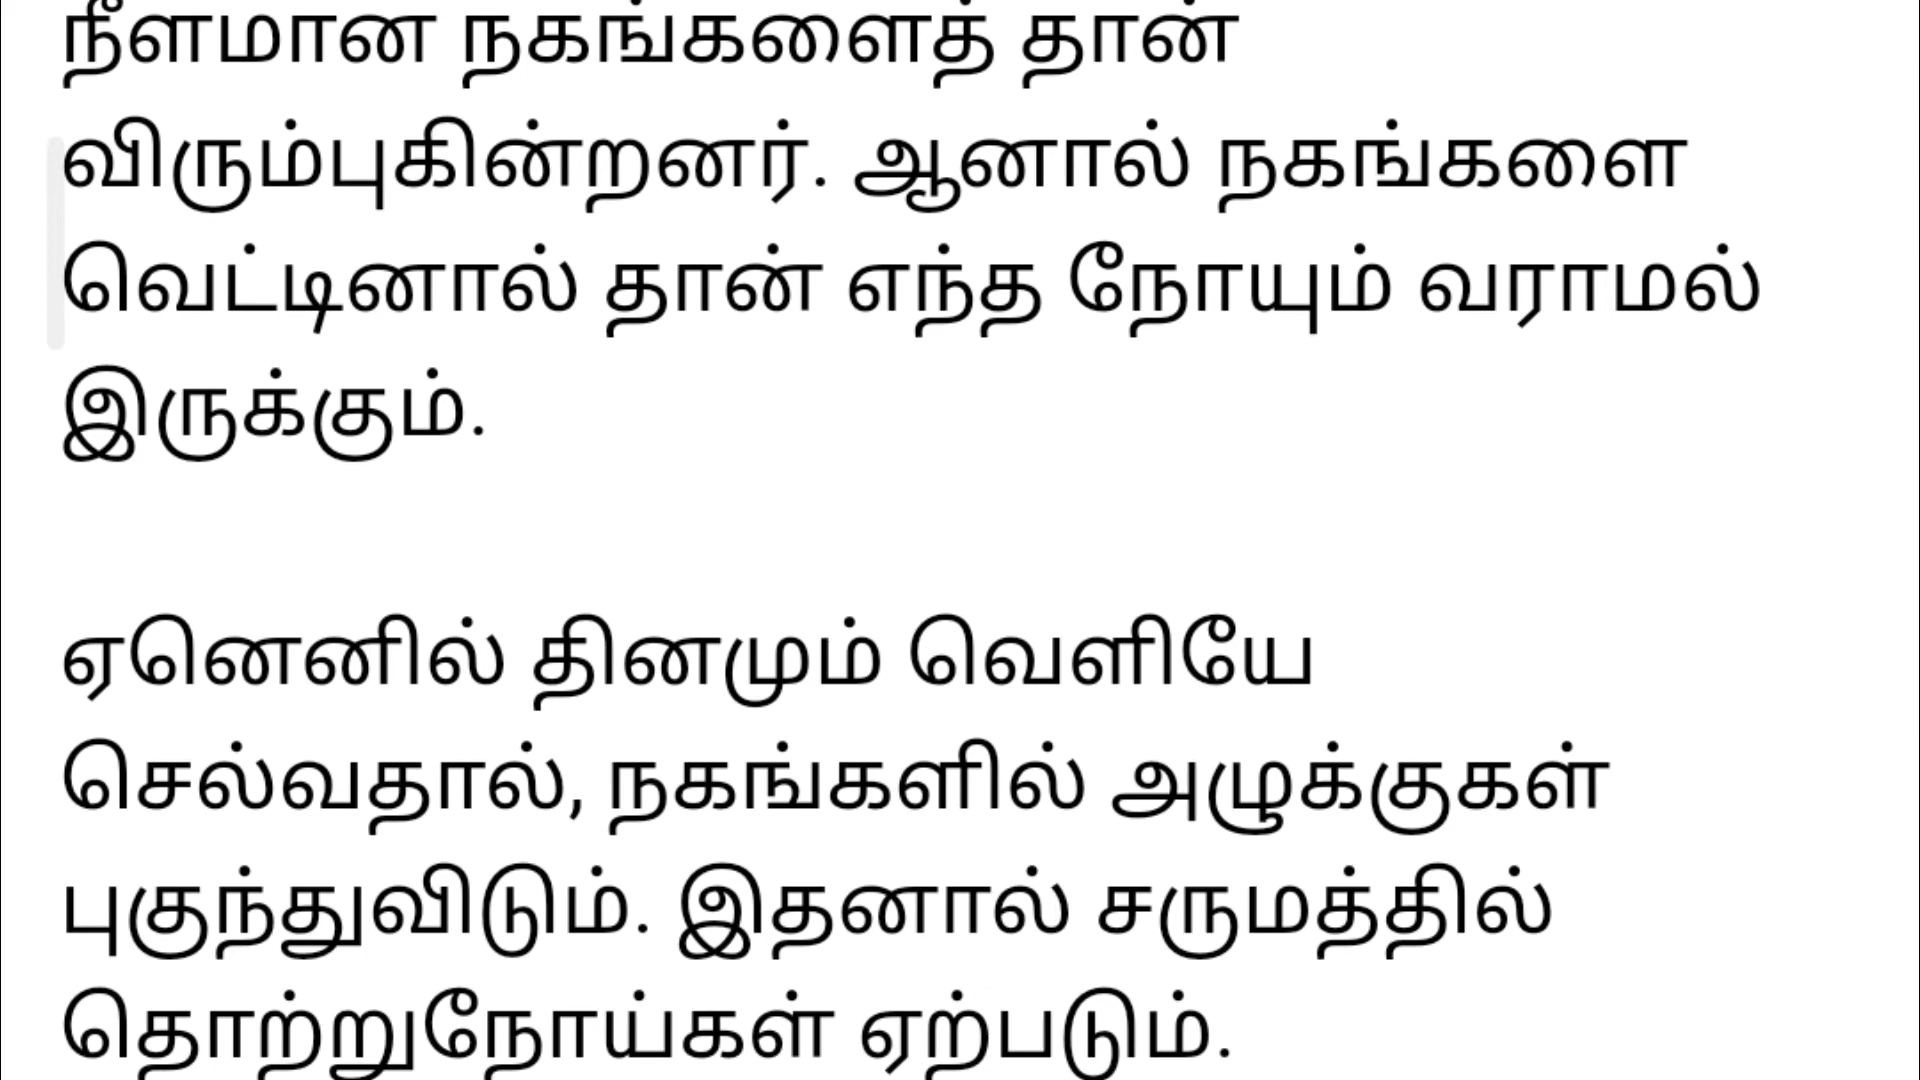 நீளமான நகங்களைத் தான்
விரும்புகின்றனர். ஆனால் நகங்களை
வெட்டினால் தான் எந்த நோயும் வராமல்
இருக்கும்.
ஏனெனில் தினமும் வெளியே
செல்வதால், நகங்களில் அழுக்குகள்
புகுந்துவிடும். இதனால் சருமத்தில்
தொற்றுநோய்கள் ஏற்படும்.